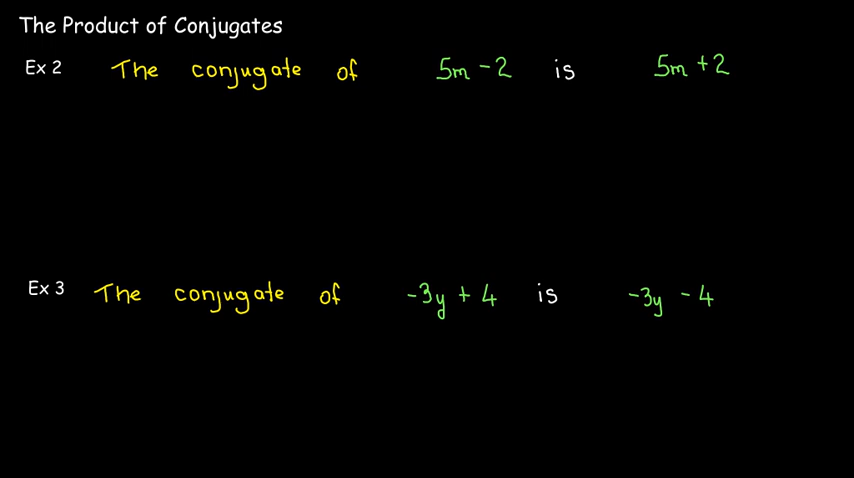 The Product of Conjugates
Ex 2 The conjugate of 5m - 2 is 5m + 2
Ex 3 The conjugate of -3y + 4 is -3y - 4